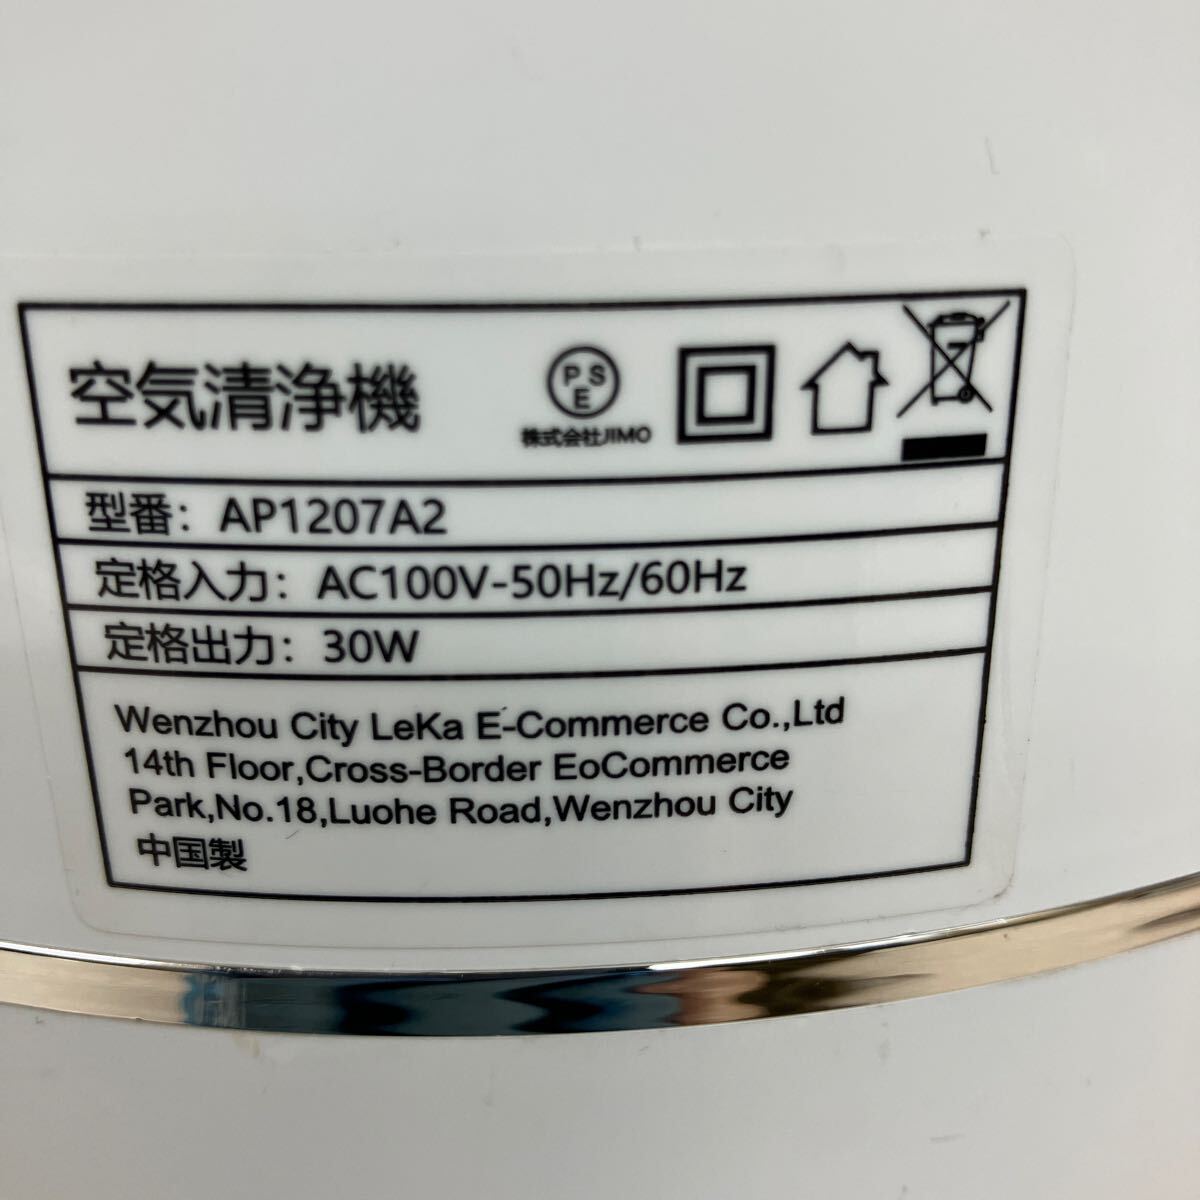 空気清浄機
PSE
株式会社JIMO
型番：AP1207A2
定格入力：AC100V-50Hz/60Hz
定格出力：30W
Wenzhou City LeKa E-Commerce Co.,Ltd
14th Floor,Cross-Border EoCommerce
Park,No.18,Luohe Road,Wenzhou City
中国製